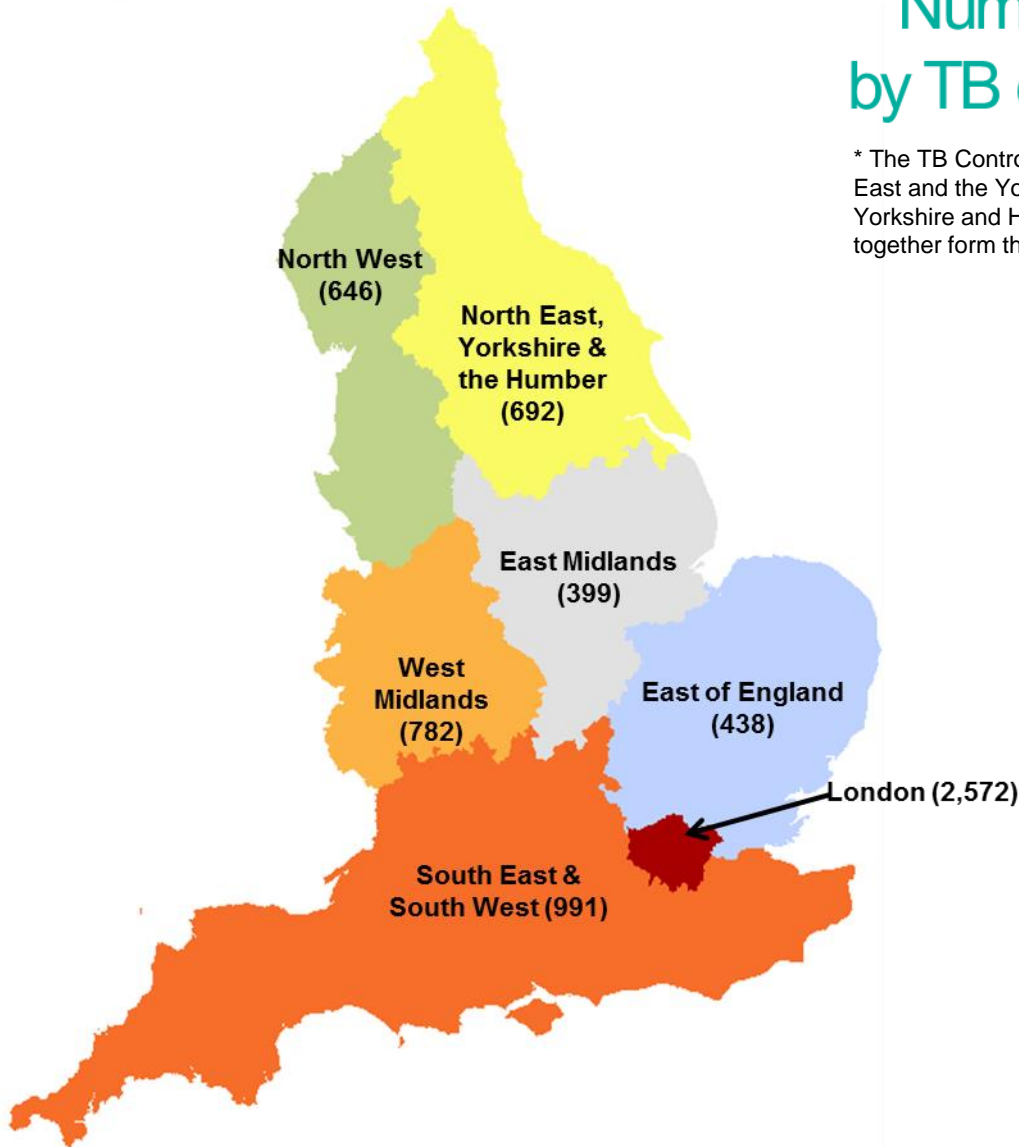 Num
by TB
* The TB Contro
East and the Yo
Yorkshire and H
together form th
North West
(646)
North East,
Yorkshire &
the Humber
(692)
East Midlands
(399)
West
Midlands
(782)
East of England
(438)
London (2,572)
South East &
South West (991)